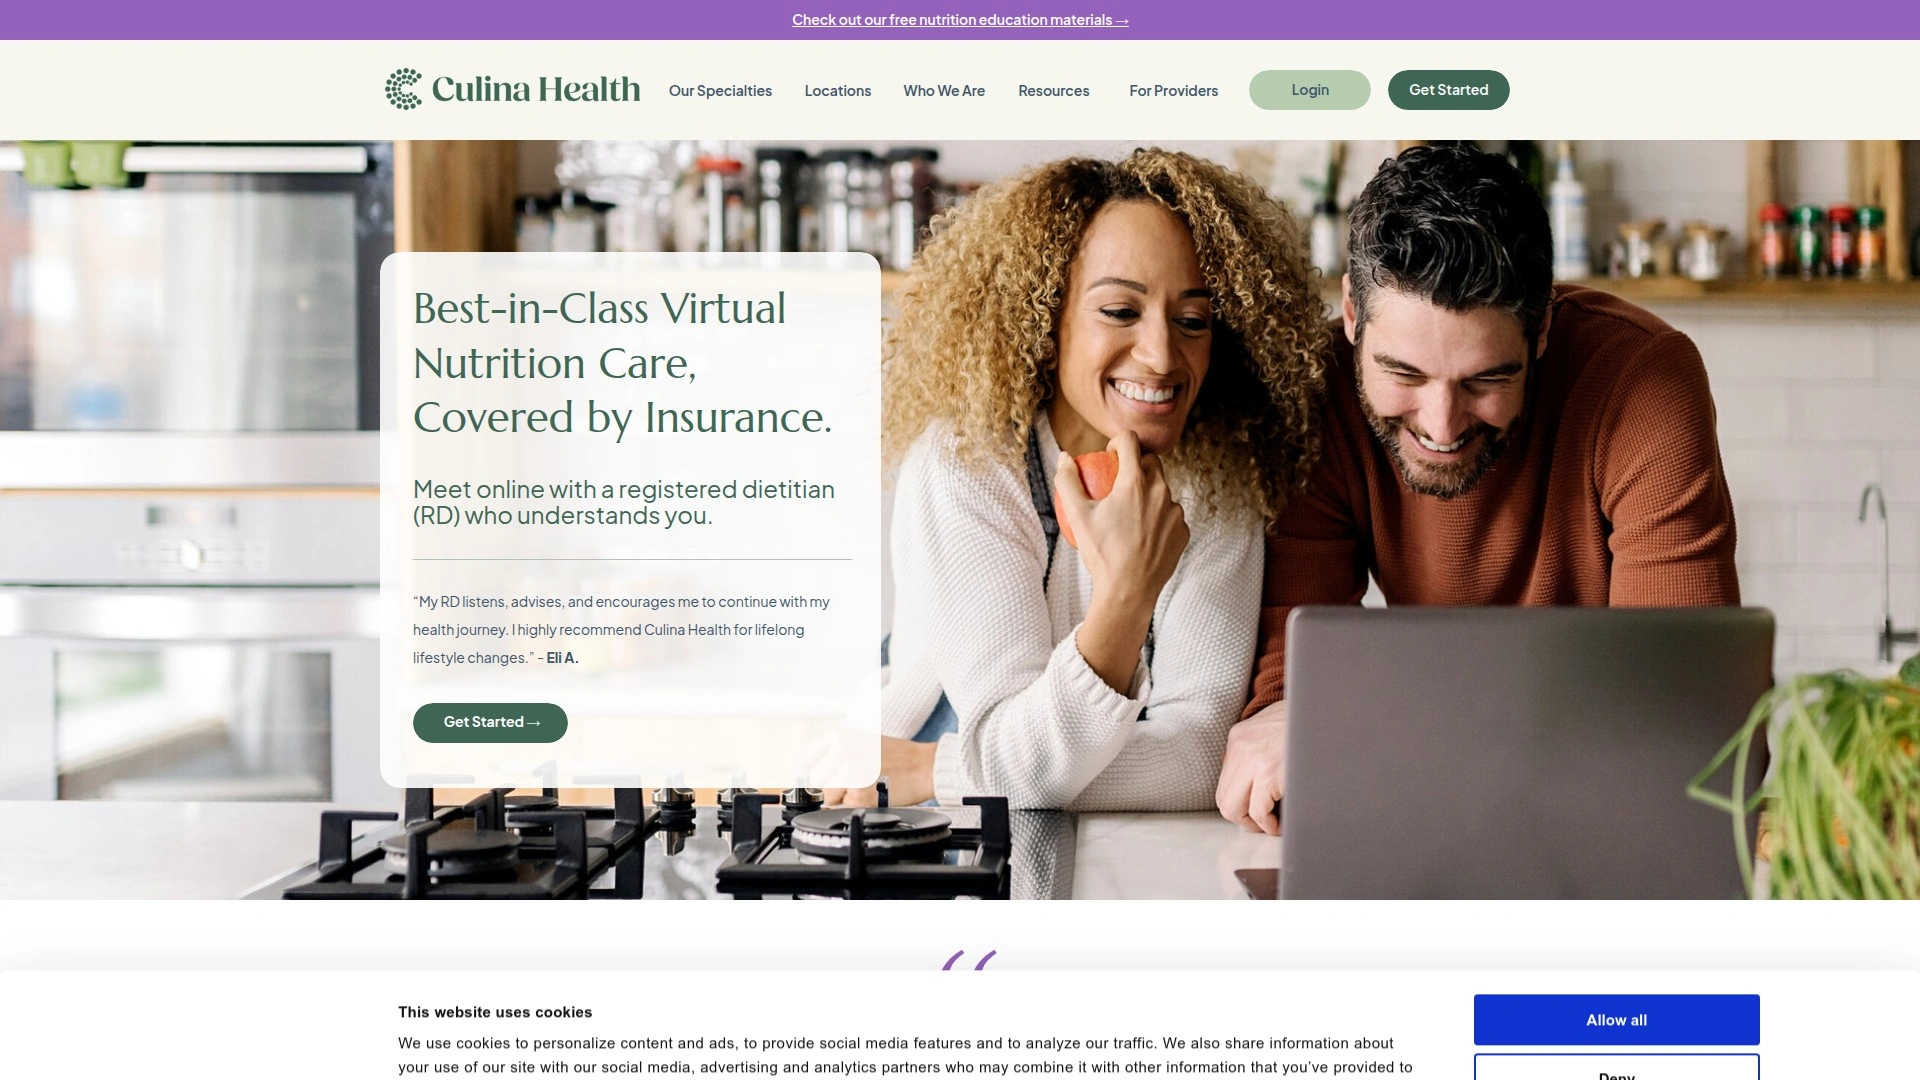 Check out our free nutrition education materials →
Culina Health
Our Specialties
Locations
Who We Are
Resources
For Providers
Login
Get Started
Best-in-Class Virtual
Nutrition Care,
Covered by Insurance.
Meet online with a registered dietitian
(RD) who understands you.
“My RD listens, advises, and encourages me to continue with my
health journey. I highly recommend Culina Health for lifelong
lifestyle changes.” - Eli A.
Get Started →
“
This website uses cookies
We use cookies to personalize content and ads, to provide social media features and to analyze our traffic. We also share information about
your use of our site with our social media, advertising and analytics partners who may combine it with other information that you’ve provided to
Allow all
Deny